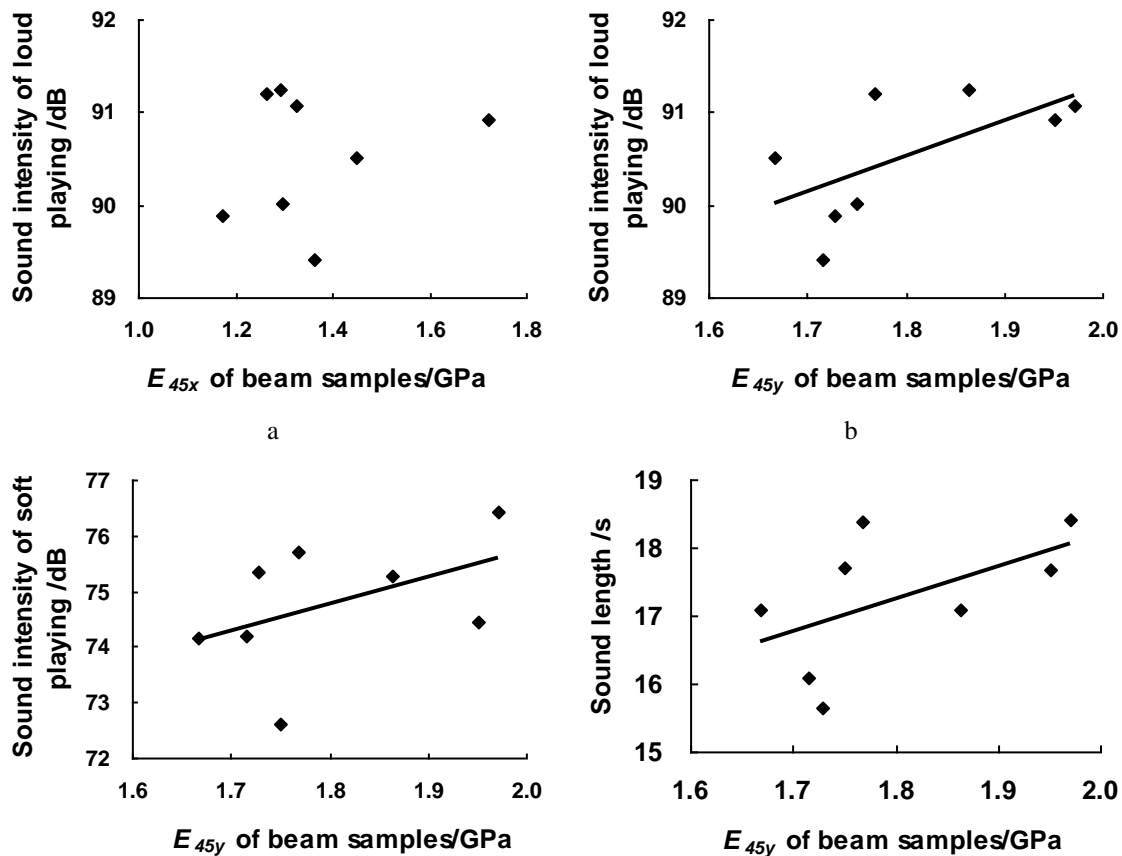 Sound intensity of loud
playing /dB
92
91
90
89
1.0 1.2 1.4 1.6 1.8
E45x of beam samples/GPa
a
Sound intensity of loud
playing /dB
92
91
90
89
1.6 1.7 1.8 1.9 2.0
E45y of beam samples/GPa
b
Sound intensity of soft
playing /dB
77
76
75
74
73
72
1.6 1.7 1.8 1.9 2.0
E45y of beam samples/GPa
Sound length /s
19
18
17
16
15
1.6 1.7 1.8 1.9 2.0
E45y of beam samples/GPa